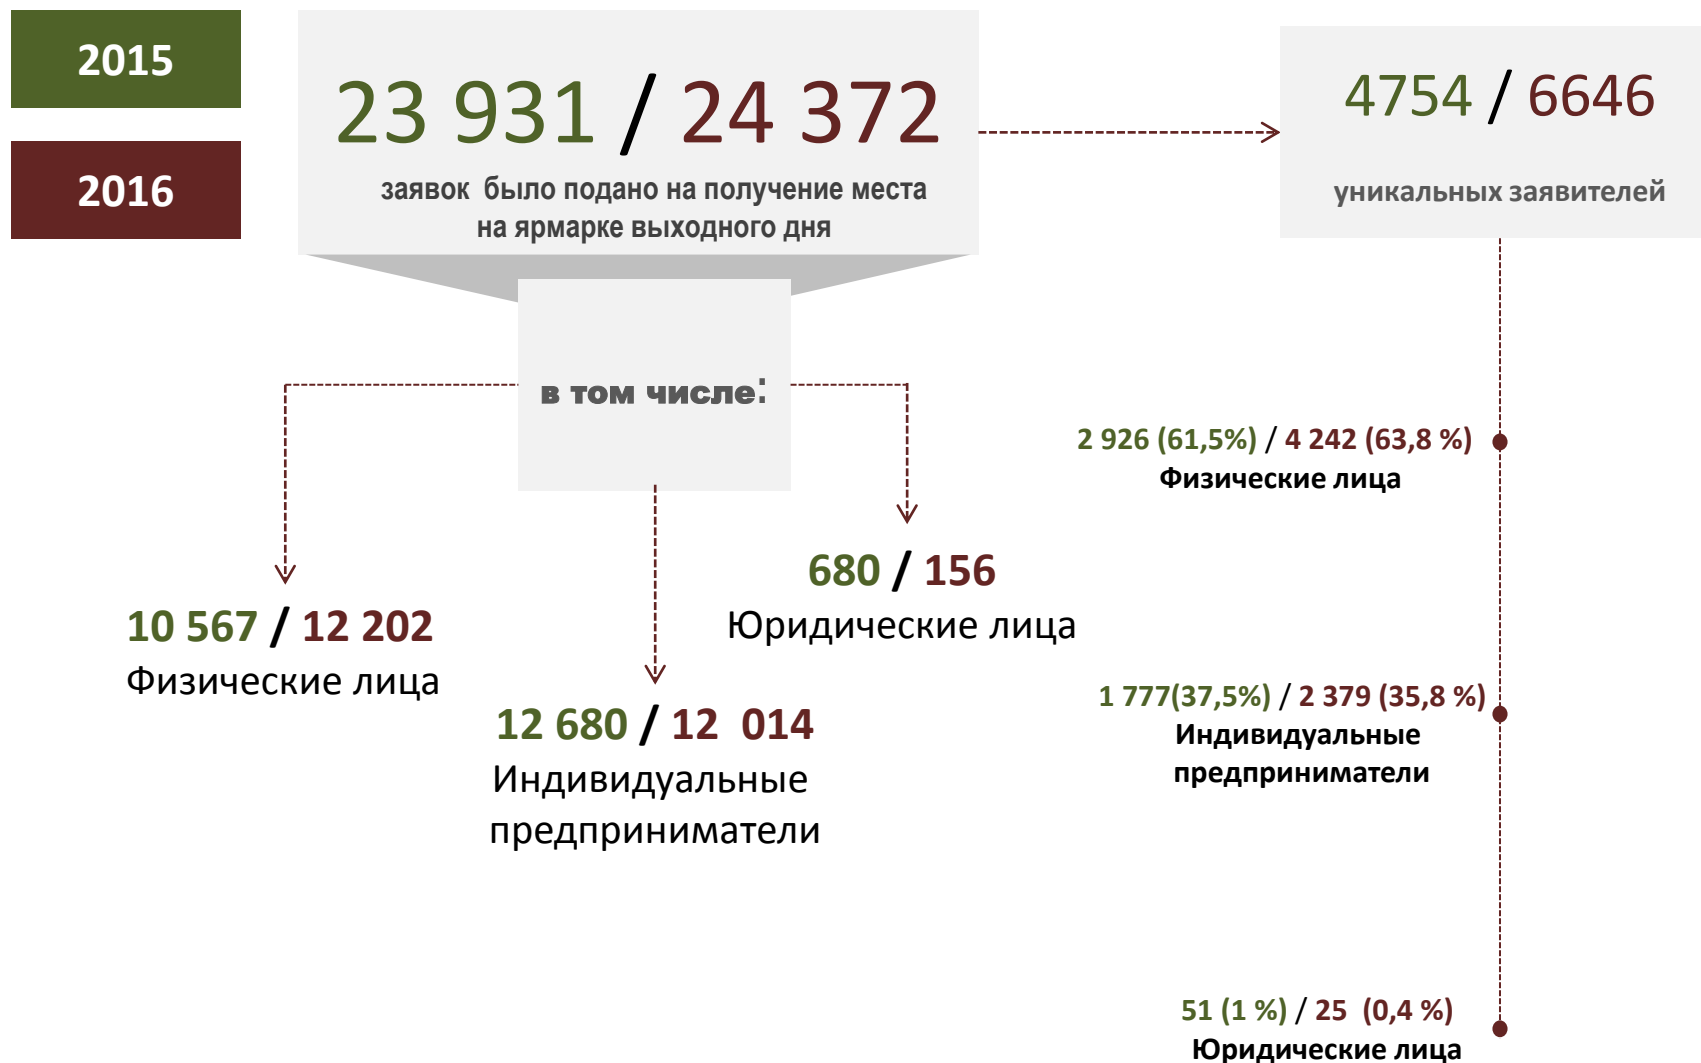 2015
2016
23 931 / 24 372
заявок было подано на получение места
на ярмарке выходного дня
4754 / 6646
уникальных заявителей
в том числе:
10 567 / 12 202
Физические лица
12 680 / 12 014
Индивидуальные
предприниматели
680 / 156
Юридические лица
2 926 (61,5%) / 4 242 (63,8 %)
Физические лица
1 777(37,5%) / 2 379 (35,8 %)
Индивидуальные
предприниматели
51 (1 %) / 25 (0,4 %)
Юридические лица